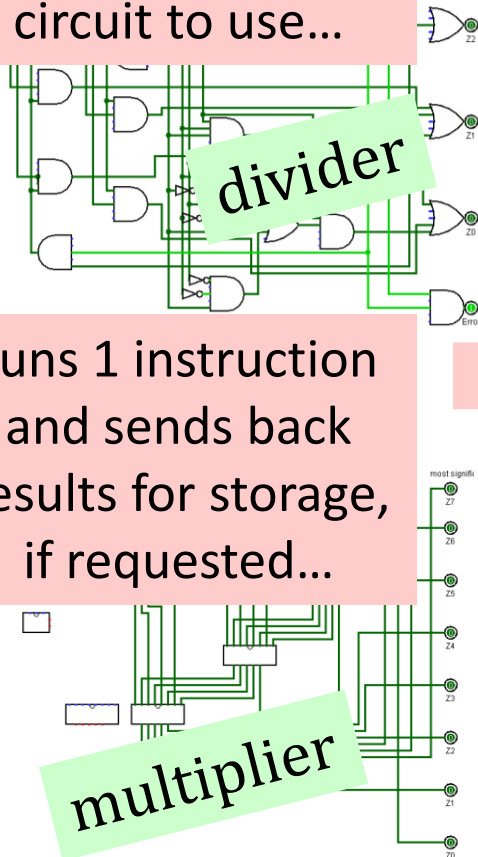 circuit to use…
Z2
Z1
divider
Z0
Erro
uns 1 instruction
and sends back
esults for storage,
if requested…
most signifi
Z7
Z6
Z5
Z4
Z3
Z2
multiplier
Z1
Z0